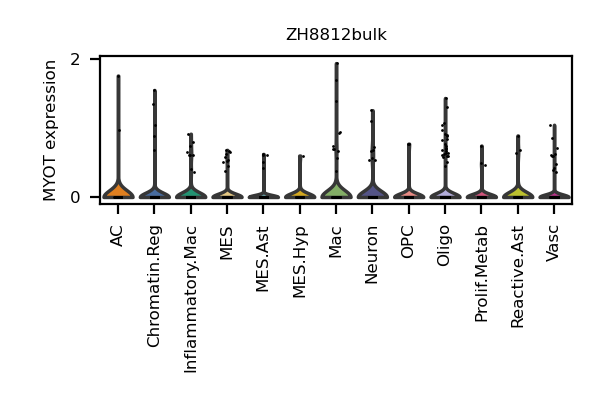 ZH8812bulk
MYOT expression
2
0
AC
Chromatin.Reg
Inflammatory.Mac
MES
MES.Ast
MES.Hyp
Mac
Neuron
OPC
Oligo
Prolif.Metab
Reactive.Ast
Vasc